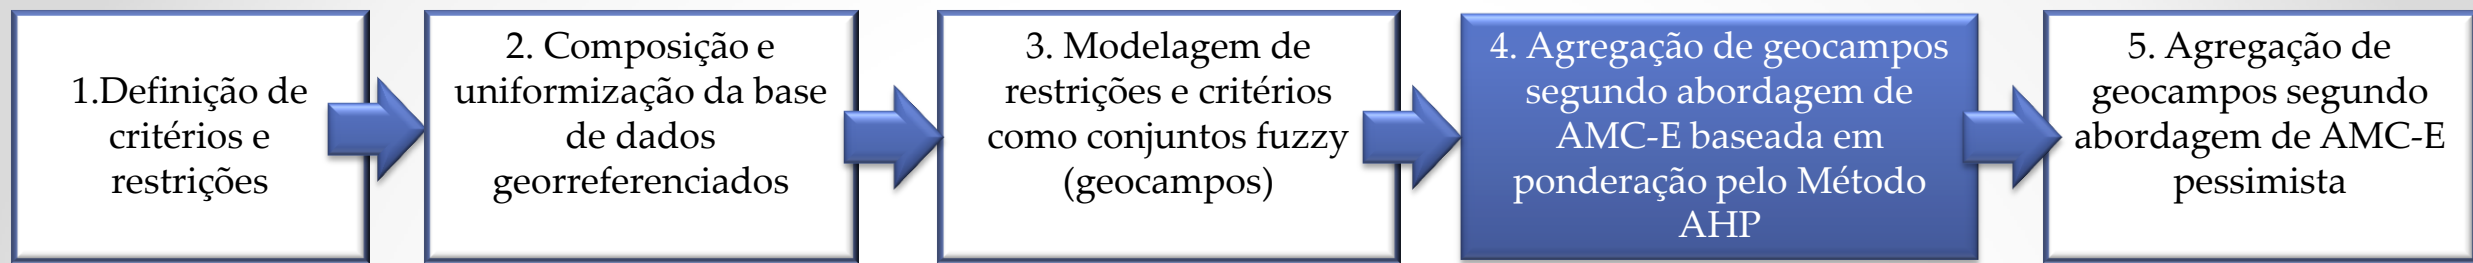 1.Definição de
critérios e
restrições
2. Composição e
uniformização da base
de dados
georreferenciados
3. Modelagem de
restrições e critérios
como conjuntos fuzzy
(geocampos)
4. Agregação de geocampos
segundo abordagem de
AMC-E baseada em
ponderação pelo Método
AHP
5. Agregação de
geocampos segundo
abordagem de AMC-E
pessimista